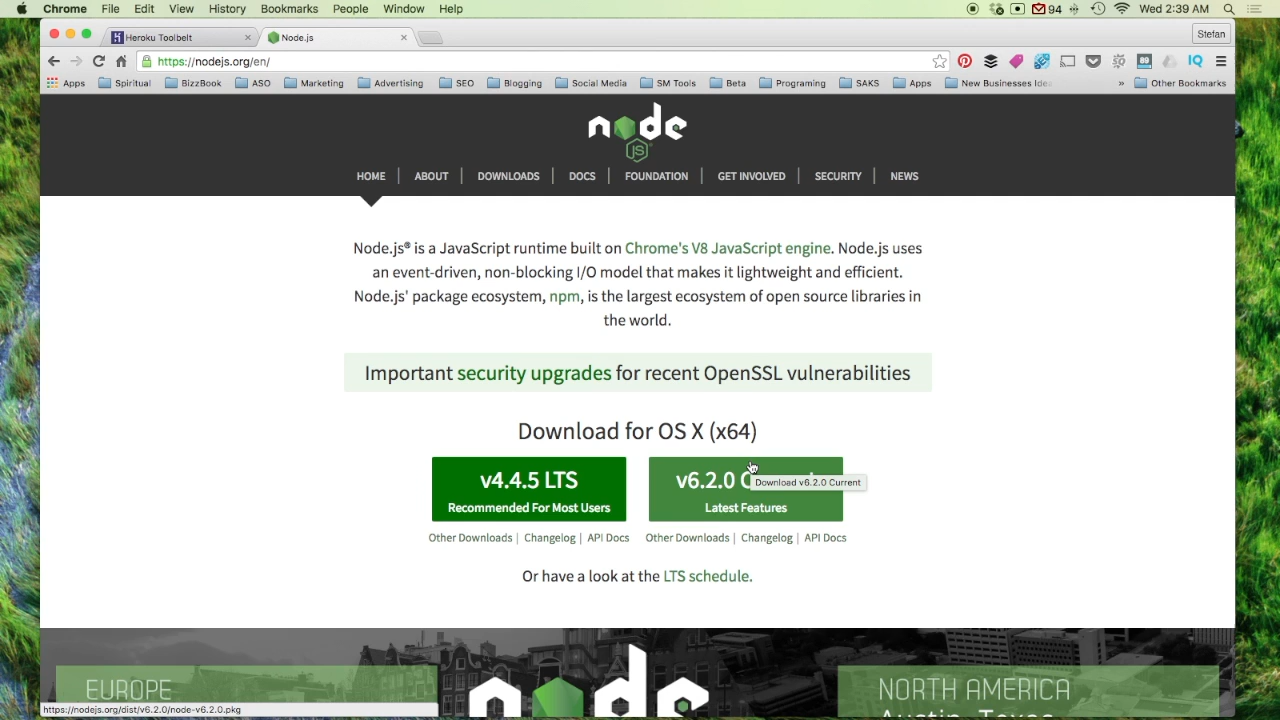 Chrome File Edit View History Bookmarks People Window Help 94 Wed 2:39 AM
Heroku Toolbelt Node.js Stefan
https://nodejs.org/en/ IQ
Apps Spiritual BizzBook ASO Marketing Advertising SEO Blogging Social Media SM Tools Beta Programing SAKS Apps New Businesses Idea » Other Bookmarks
node
JS
HOME ABOUT DOWNLOADS DOCS FOUNDATION GET INVOLVED SECURITY NEWS
Node.js® is a JavaScript runtime built on Chrome's V8 JavaScript engine. Node.js uses
an event-driven, non-blocking I/O model that makes it lightweight and efficient.
Node.js' package ecosystem, npm, is the largest ecosystem of open source libraries in
the world.
Important security upgrades for recent OpenSSL vulnerabilities
Download for OS X (x64)
v4.4.5 LTS
Recommended For Most Users
v6.2.0
Download v6.2.0 Current
Latest Features
Other Downloads | Changelog | API Docs Other Downloads | Changelog | API Docs
Or have a look at the LTS schedule.
EUROPE
node
NORTH AMERICA
Austin, Texas
https://nodejs.org/dist/v6.2.0/node-v6.2.0.pkg